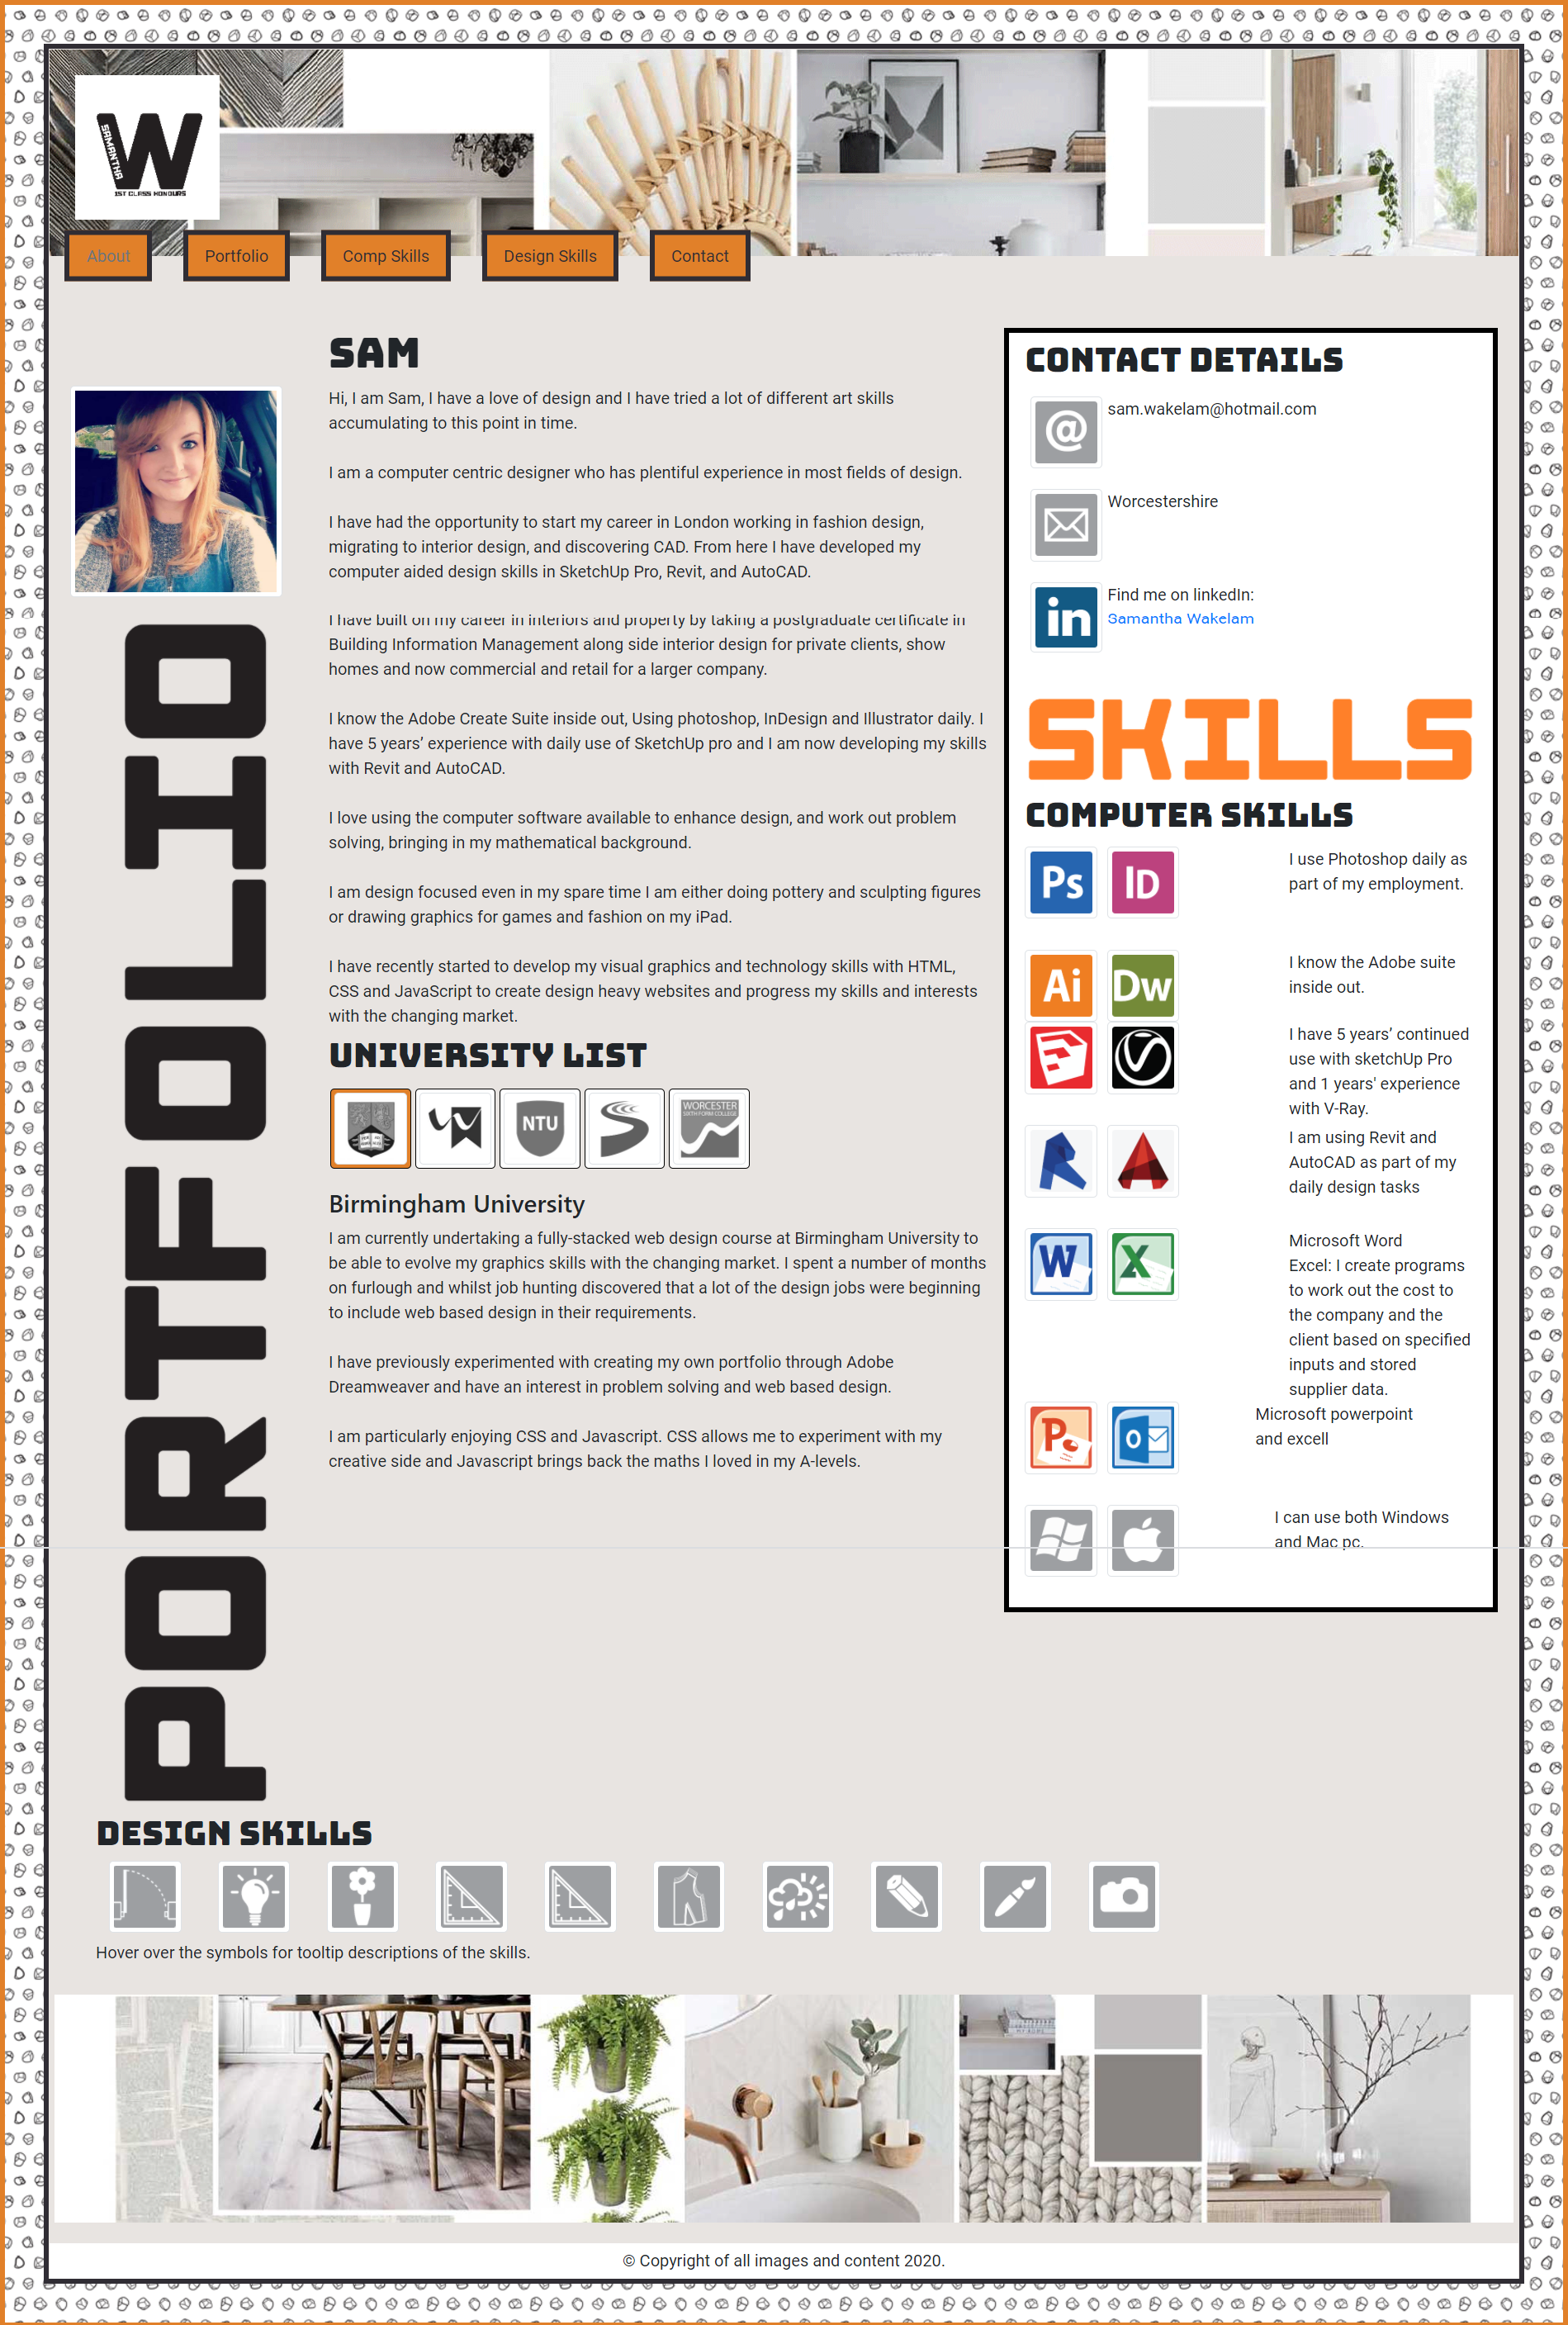 SAMANTHA
W
1ST CLASS HONOURS
About
Portfolio
Comp Skills
Design Skills
Contact
SAM
Hi, I am Sam, I have a love of design and I have tried a lot of different art skills
accumulating to this point in time.
I am a computer centric designer who has plentiful experience in most fields of design.
I have had the opportunity to start my career in London working in fashion design,
migrating to interior design, and discovering CAD. From here I have developed my
computer aided design skills in SketchUp Pro, Revit, and AutoCAD.
I have built on my career in interiors and property by taking a postgraduate certificate in
Building Information Management along side interior design for private clients, show
homes and now commercial and retail for a larger company.
I know the Adobe Create Suite inside out, Using photoshop, InDesign and Illustrator daily. I
have 5 years’ experience with daily use of SketchUp pro and I am now developing my skills
with Revit and AutoCAD.
I love using the computer software available to enhance design, and work out problem
solving, bringing in my mathematical background.
I am design focused even in my spare time I am either doing pottery and sculpting figures
or drawing graphics for games and fashion on my iPad.
I have recently started to develop my visual graphics and technology skills with HTML,
CSS and JavaScript to create design heavy websites and progress my skills and interests
with the changing market.
UNIVERSITY LIST
NTU
WORCESTER
SIXTH FORM COLLEGE
Birmingham University
I am currently undertaking a fully-stacked web design course at Birmingham University to
be able to evolve my graphics skills with the changing market. I spent a number of months
on furlough and whilst job hunting discovered that a lot of the design jobs were beginning
to include web based design in their requirements.
I have previously experimented with creating my own portfolio through Adobe
Dreamweaver and have an interest in problem solving and web based design.
I am particularly enjoying CSS and Javascript. CSS allows me to experiment with my
creative side and Javascript brings back the maths I loved in my A-levels.
PORTFOLIO
CONTACT DETAILS
@
sam.wakelam@hotmail.com
Worcestershire
in
Find me on linkedIn:
Samantha Wakelam
SKILLS
COMPUTER SKILLS
Ps
ID
I use Photoshop daily as
part of my employment.
Ai
Dw
I know the Adobe suite
inside out.
I have 5 years’ continued
use with sketchUp Pro
and 1 years' experience
with V-Ray.
I am using Revit and
AutoCAD as part of my
daily design tasks
W
X
Microsoft Word
Excel: I create programs
to work out the cost to
the company and the
client based on specified
inputs and stored
supplier data.
P
O
Microsoft powerpoint
and excell
I can use both Windows
and Mac pc.
DESIGN SKILLS
Hover over the symbols for tooltip descriptions of the skills.
© Copyright of all images and content 2020.